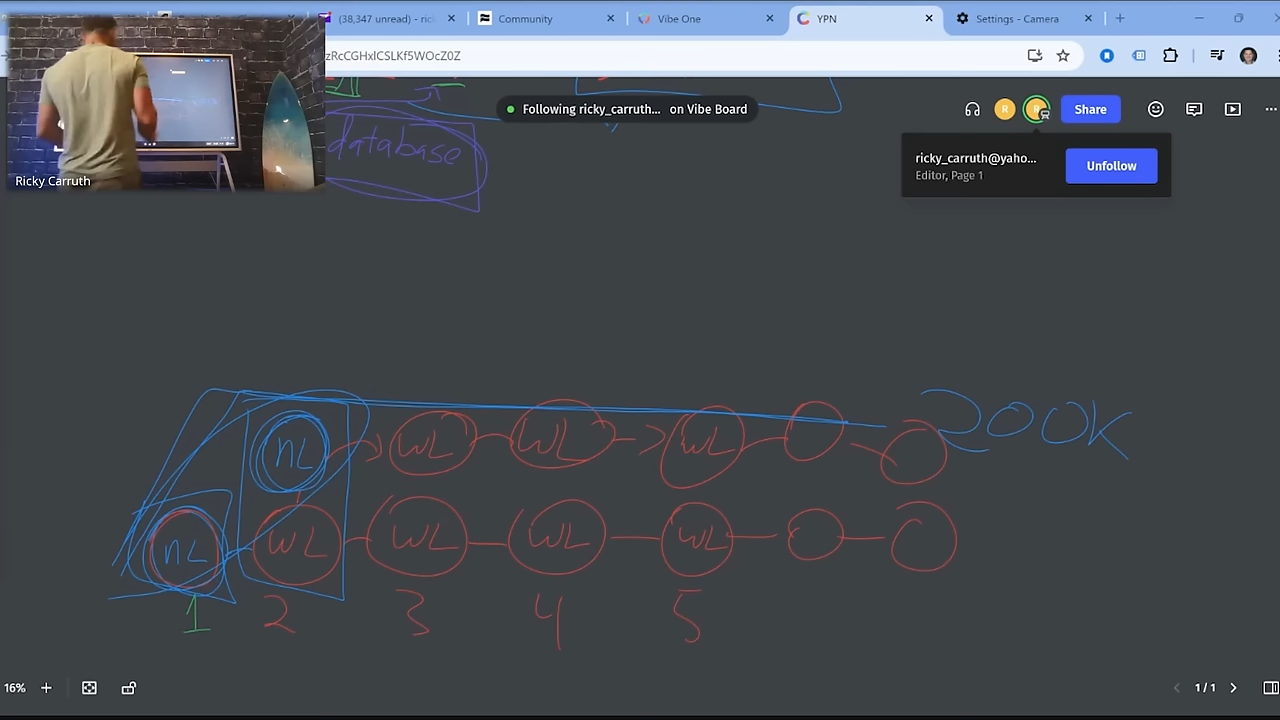 (38,347 unread) - ric
Community
Vibe One
YPN
Settings - Camera
zRcCGHxlCSLKf5WOcZ0Z
Following ricky_carruth... on Vibe Board
R
R
Share
ricky_carruth@yaho...
Editor, Page 1
Unfollow
Ricky Carruth
database
200K
nL WL WL WL
nL WL WL WL WL
1 2 3 4 5
16%
1/1